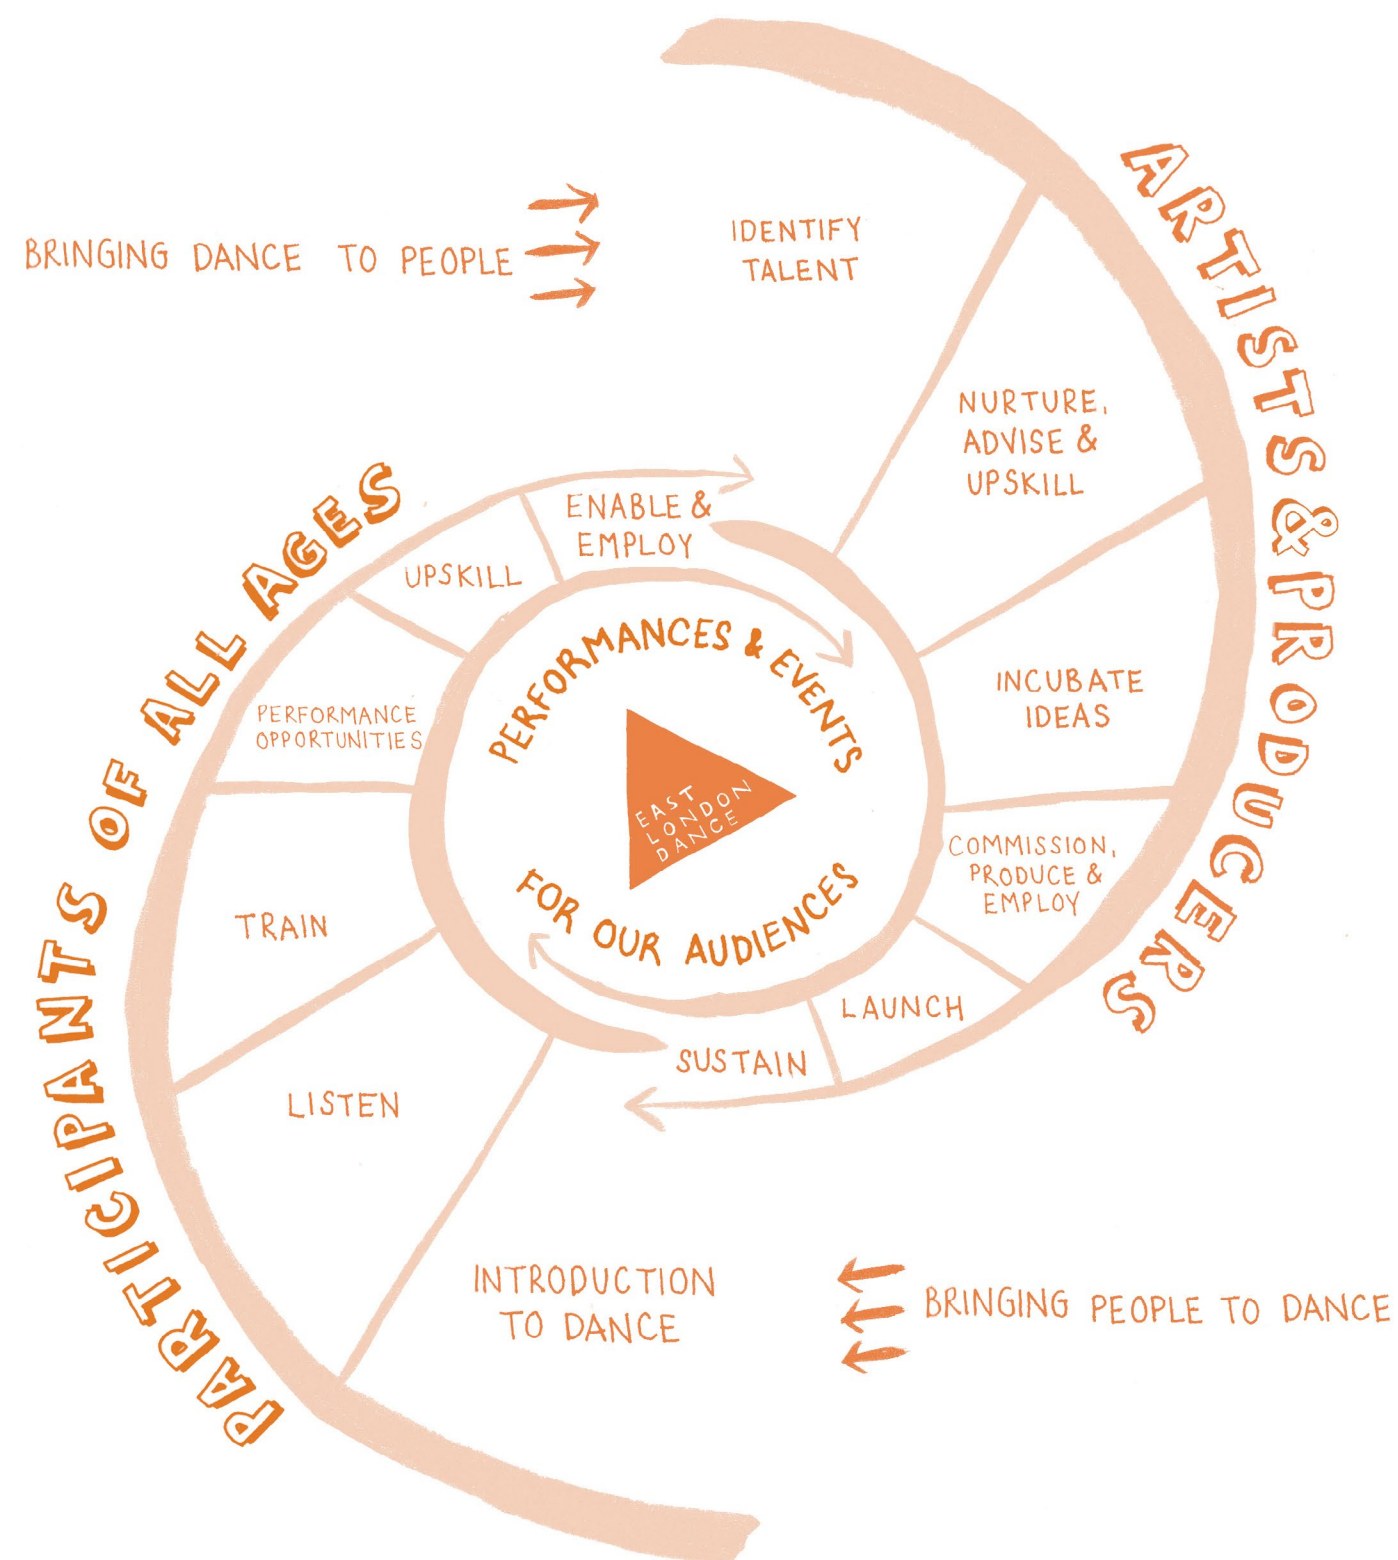 BRINGING DANCE TO PEOPLE
IDENTIFY
TALENT
ARTISTS & PRODUCERS
NURTURE,
ADVISE &
UPSKILL
INCUBATE
IDEAS
COMMISSION,
PRODUCE &
EMPLOY
LAUNCH
SUSTAIN
PARTICIPANTS OF ALL AGES
ENABLE &
EMPLOY
UPSKILL
PERFORMANCE
OPPORTUNITIES
TRAIN
LISTEN
INTRODUCTION
TO DANCE
BRINGING PEOPLE TO DANCE
PERFORMANCES & EVENTS
EAST
LONDON
DANCE
FOR OUR AUDIENCES